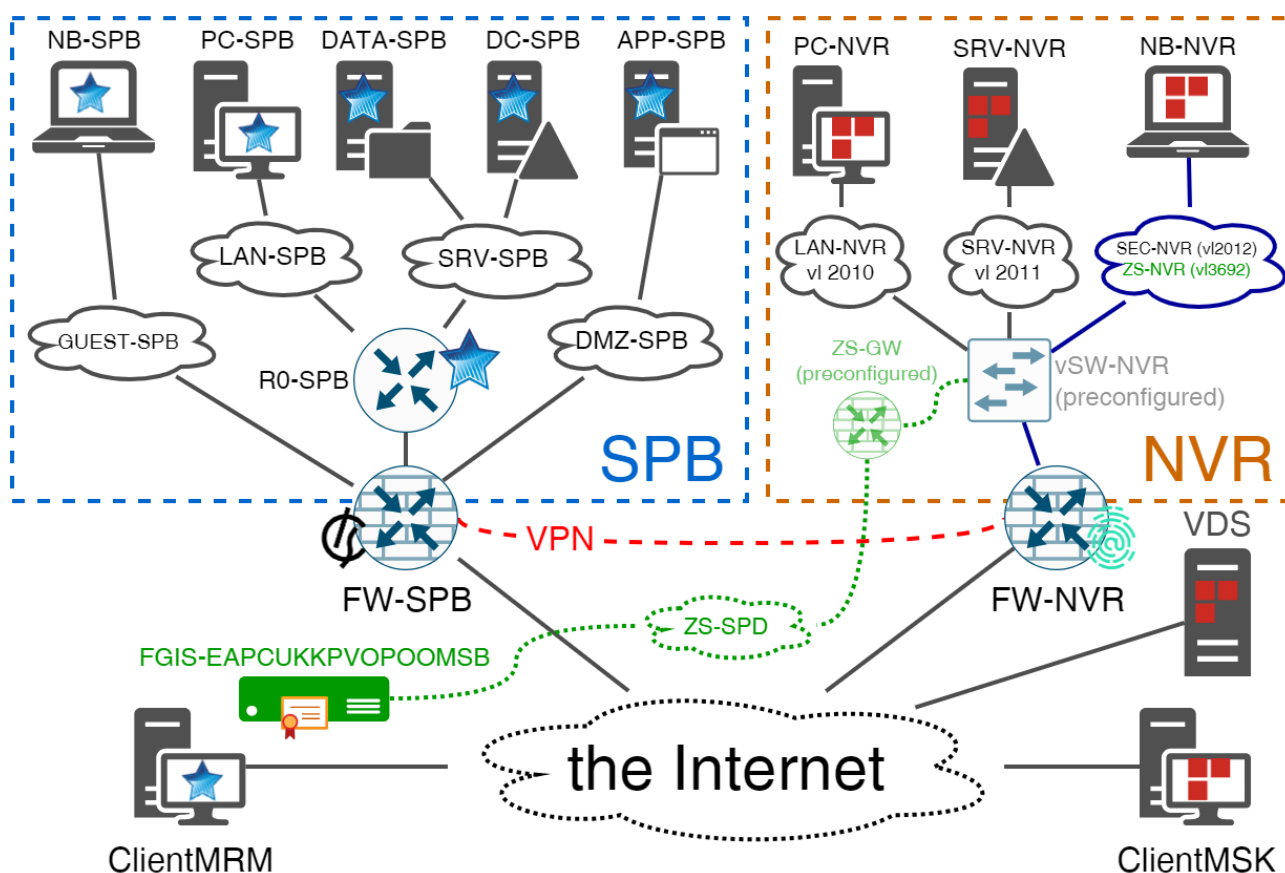 NB-SPB
PC-SPB
DATA-SPB
DC-SPB
APP-SPB
PC-NVR
SRV-NVR
NB-NVR
LAN-SPB
SRV-SPB
LAN-NVR
vl 2010
SRV-NVR
vl 2011
SEC-NVR (vl2012)
ZS-NVR (vl3692)
GUEST-SPB
R0-SPB
DMZ-SPB
ZS-GW
(preconfigured)
vSW-NVR
(preconfigured)
SPB
NVR
VPN
VDS
FW-SPB
FW-NVR
ZS-SPD
FGIS-EAPCUKKPVOPOOMSB
the Internet
ClientMRM
ClientMSK